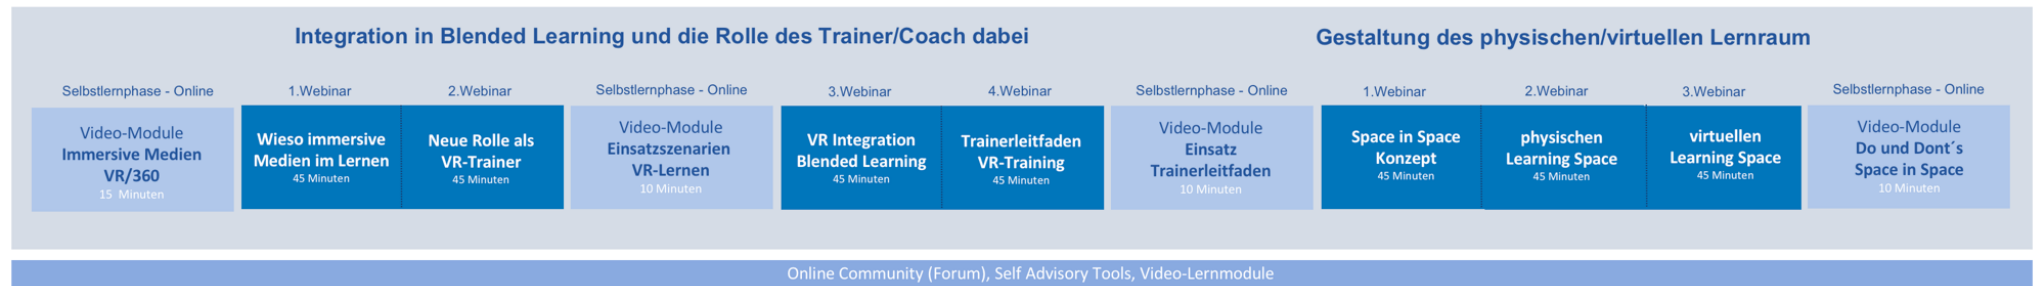 Integration in Blended Learning und die Rolle des Trainer/Coach dabei
Gestaltung des physischen/virtuellen Lernraum
Selbstlernphase - Online
Video-Module
Immersive Medien
VR/360
15 Minuten
1.Webinar
Wieso immersive
Medien im Lernen
45 Minuten
2.Webinar
Neue Rolle als
VR-Trainer
45 Minuten
Selbstlernphase - Online
Video-Module
Einsatzszenarien
VR-Lernen
10 Minuten
3.Webinar
VR Integration
Blended Learning
45 Minuten
4.Webinar
Trainerleitfaden
VR-Training
45 Minuten
Selbstlernphase - Online
Video-Module
Einsatz
Trainerleitfaden
10 Minuten
1.Webinar
Space in Space
Konzept
45 Minuten
2.Webinar
physischen
Learning Space
45 Minuten
3.Webinar
virtuellen
Learning Space
45 Minuten
Selbstlernphase - Online
Video-Module
Do und Dont´s
Space in Space
10 Minuten
Online Community (Forum), Self Advisory Tools, Video-Lernmodule